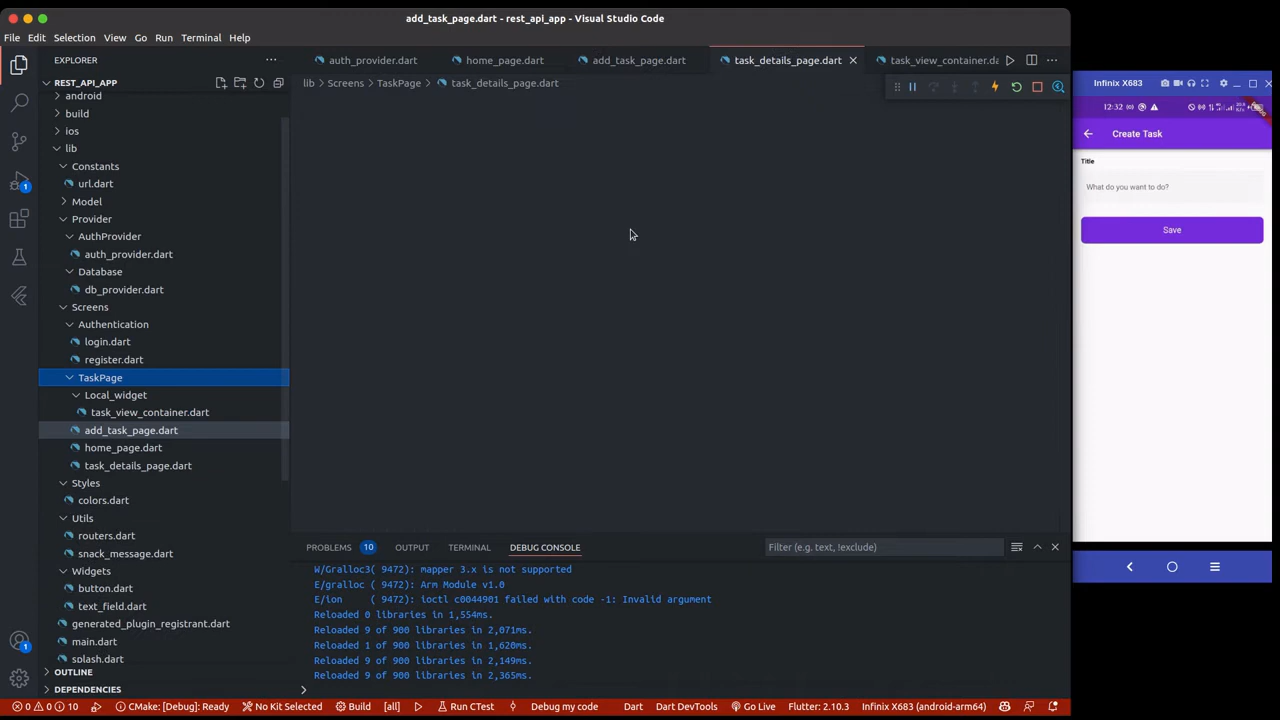 add_task_page.dart - rest_api_app - Visual Studio Code
File Edit Selection View Go Run Terminal Help
EXPLORER
REST_API_APP
android
build
ios
lib
Constants
url.dart
Model
Provider
AuthProvider
auth_provider.dart
Database
db_provider.dart
Screens
Authentication
login.dart
register.dart
TaskPage
Local_widget
task_view_container.dart
add_task_page.dart
home_page.dart
task_details_page.dart
Styles
colors.dart
Utils
routers.dart
snack_message.dart
Widgets
button.dart
text_field.dart
generated_plugin_registrant.dart
main.dart
splash.dart
OUTLINE
DEPENDENCIES
auth_provider.dart home_page.dart add_task_page.dart task_details_page.dart task_view_container.da
lib Screens TaskPage task_details_page.dart
PROBLEMS 10 OUTPUT TERMINAL DEBUG CONSOLE Filter (e.g. text, !exclude)
W/Gralloc3( 9472): mapper 3.x is not supported
E/gralloc ( 9472): Arm Module v1.0
E/ion     ( 9472): ioctl c0044901 failed with code -1: Invalid argument
Reloaded 0 libraries in 1,554ms.
Reloaded 9 of 900 libraries in 2,071ms.
Reloaded 1 of 900 libraries in 1,620ms.
Reloaded 9 of 900 libraries in 2,149ms.
Reloaded 9 of 900 libraries in 2,365ms.
Infinix X683
12:32
Create Task
Title
What do you want to do?
Save
1
1
0 0 10 CMake: [Debug]: Ready No Kit Selected Build [all] Run CTest Debug my code Dart Dart DevTools Go Live Flutter: 2.10.3 Infinix X683 (android-arm64)